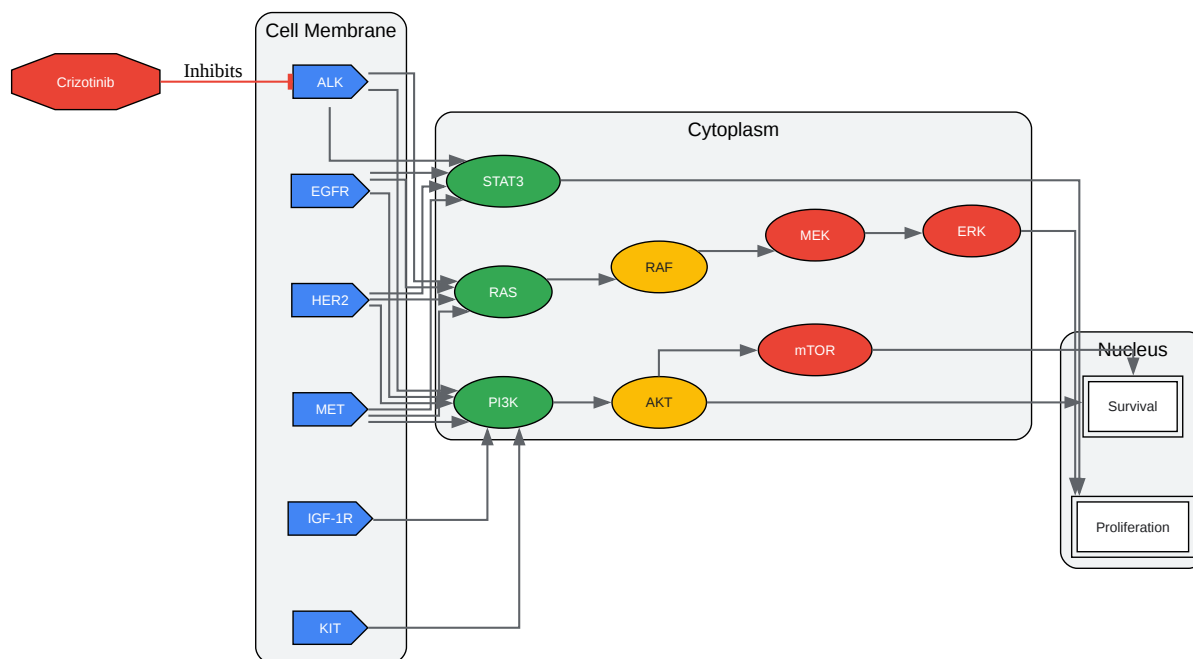 Cell Membrane
Crizotinib
Inhibits
ALK
EGFR
HER2
MET
IGF-1R
KIT
Cytoplasm
STAT3
RAS
PI3K
RAF
AKT
MEK
mTOR
ERK
Nucleus
Survival
Proliferation